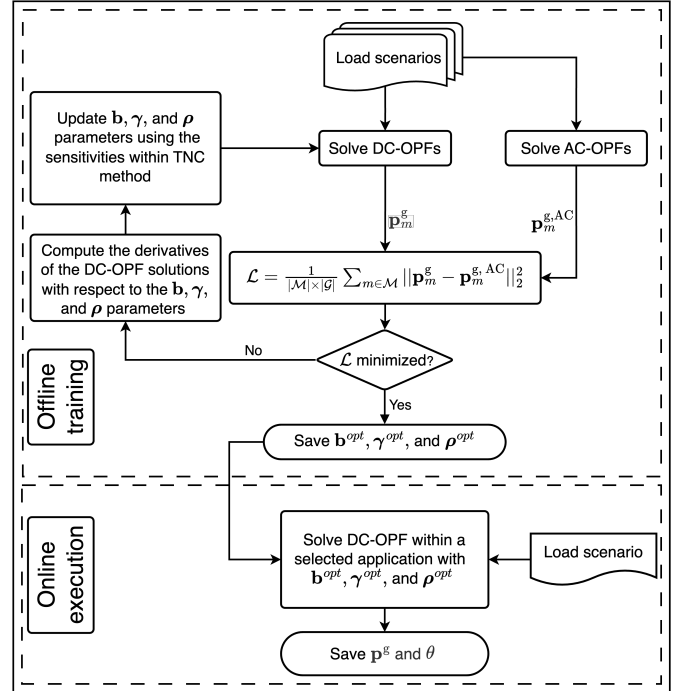 Load scenarios
Update b, γ, and ρ
parameters using the
sensitivities within TNC
method
Solve DC-OPFs
Solve AC-OPFs
p_m^g
p_m^{g,AC}
Compute the derivatives
of the DC-OPF solutions
with respect to the b, γ,
and ρ parameters
ℒ = 1/(|ℳ|×|𝒢|) ∑_{m∈ℳ} ||p_m^g − p_m^{g, AC}||_2^2
No
ℒ minimized?
Yes
Offline
training
Save b^{opt}, γ^{opt}, and ρ^{opt}
Online
execution
Solve DC-OPF within a
selected application with
b^{opt}, γ^{opt}, and ρ^{opt}
Load scenario
Save p^g and θ